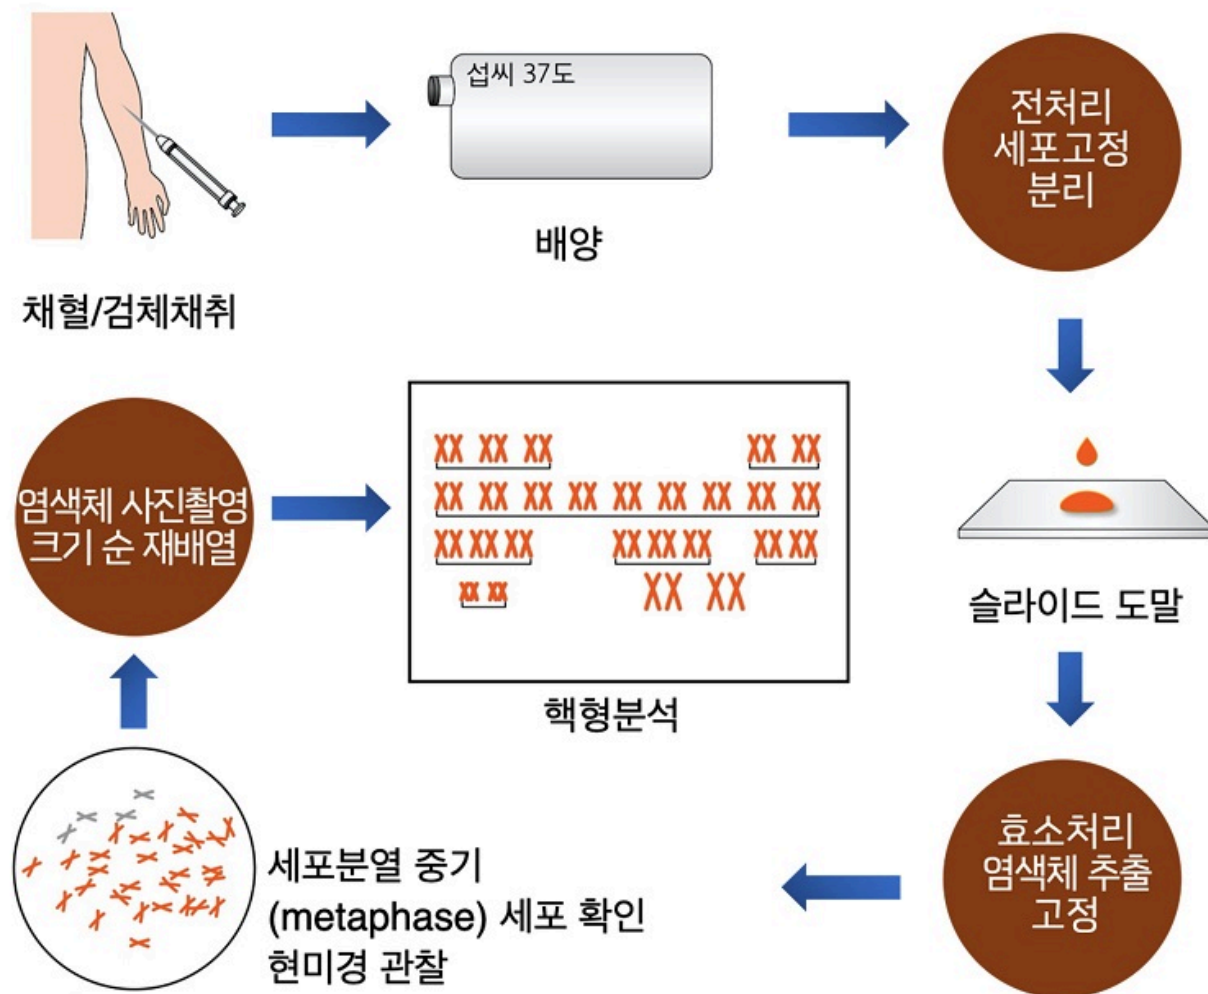 섭씨 37도
채혈/검체채취
배양
전처리
세포고정
분리
슬라이드 도말
효소처리
염색체 추출
고정
세포분열 중기
(metaphase) 세포 확인
현미경 관찰
염색체 사진촬영
크기 순 재배열
핵형분석